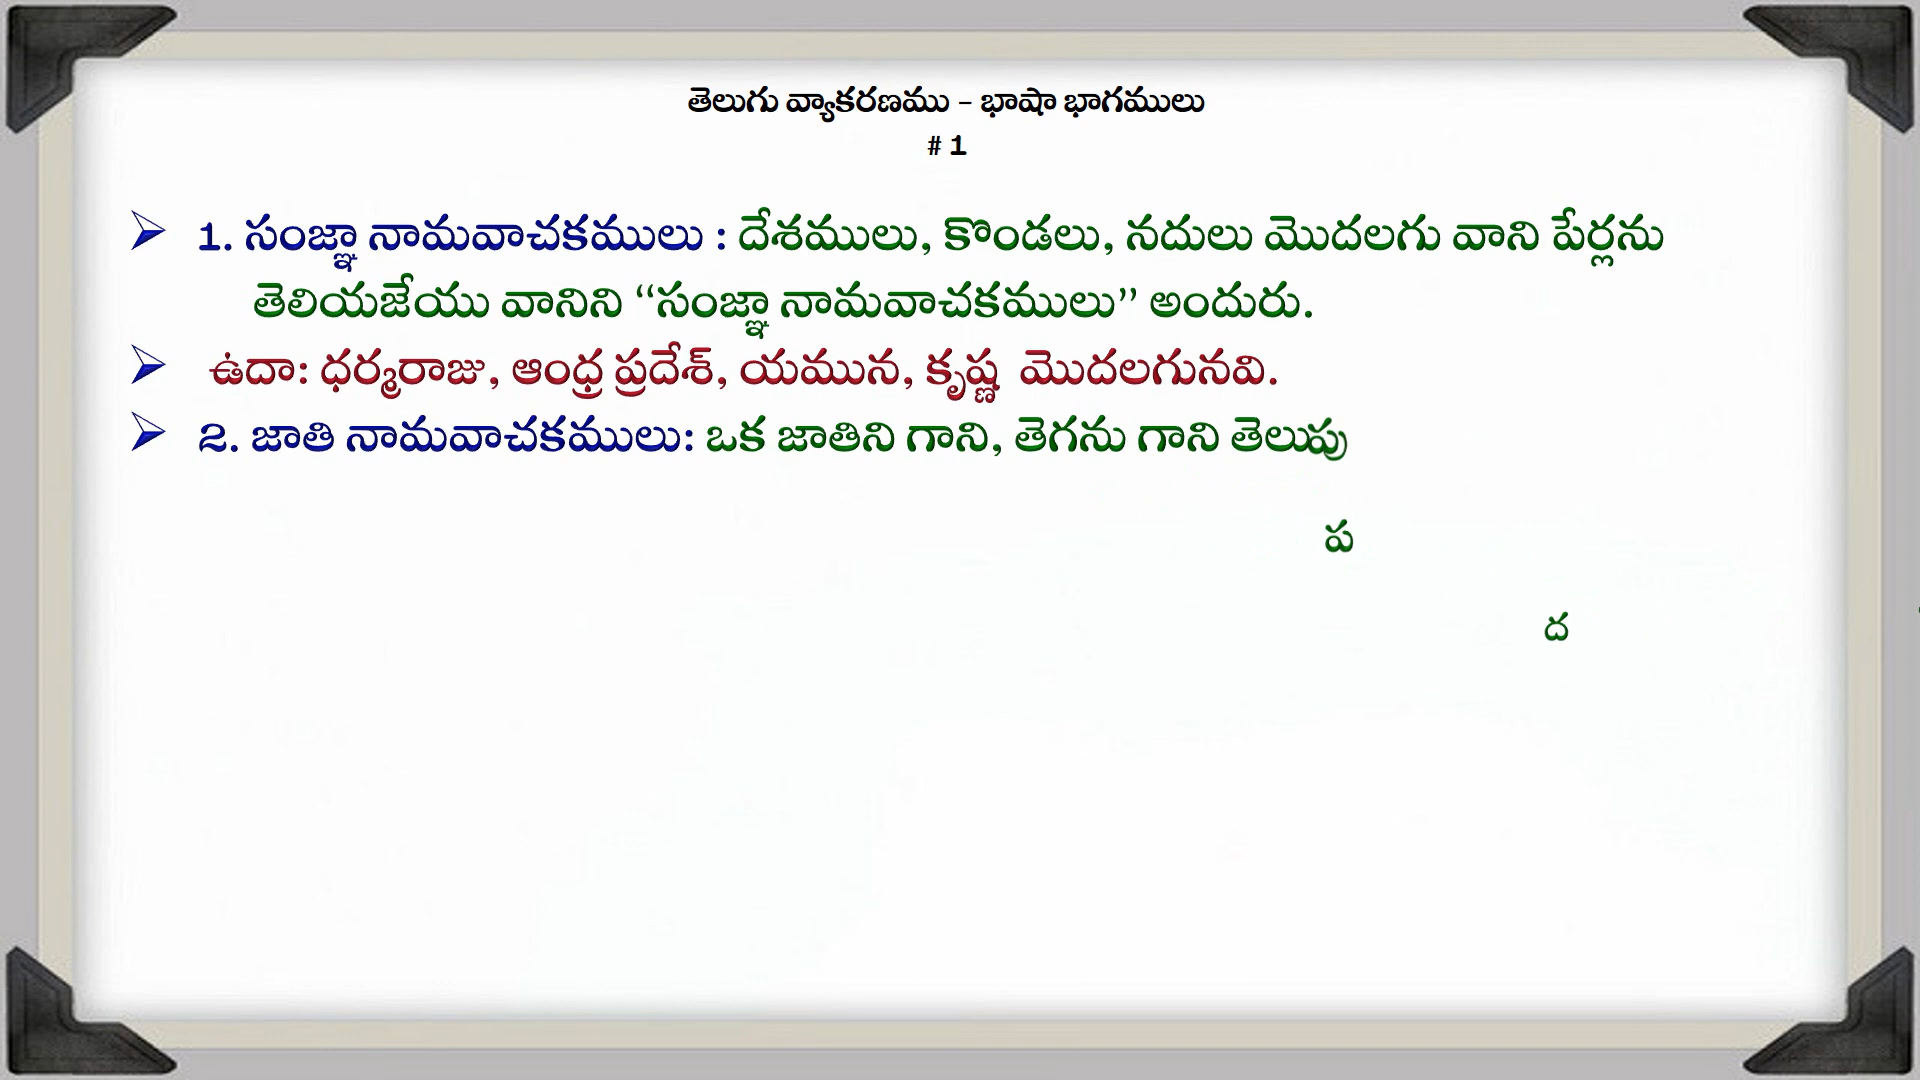 తెలుగు వ్యాకరణము – భాషా భాగములు
# 1
1. సంజ్ఞా నామవాచకములు : దేశములు, కొండలు, నదులు మొదలగు వాని పేర్లను
తెలియజేయు వానిని “సంజ్ఞా నామవాచకములు” అందురు.
ఉదా: ధర్మరాజు, ఆంధ్ర ప్రదేశ్, యమున, కృష్ణ మొదలగునవి.
2. జాతి నామవాచకములు: ఒక జాతిని గాని, తెగను గాని తెలుపు
ప
ద